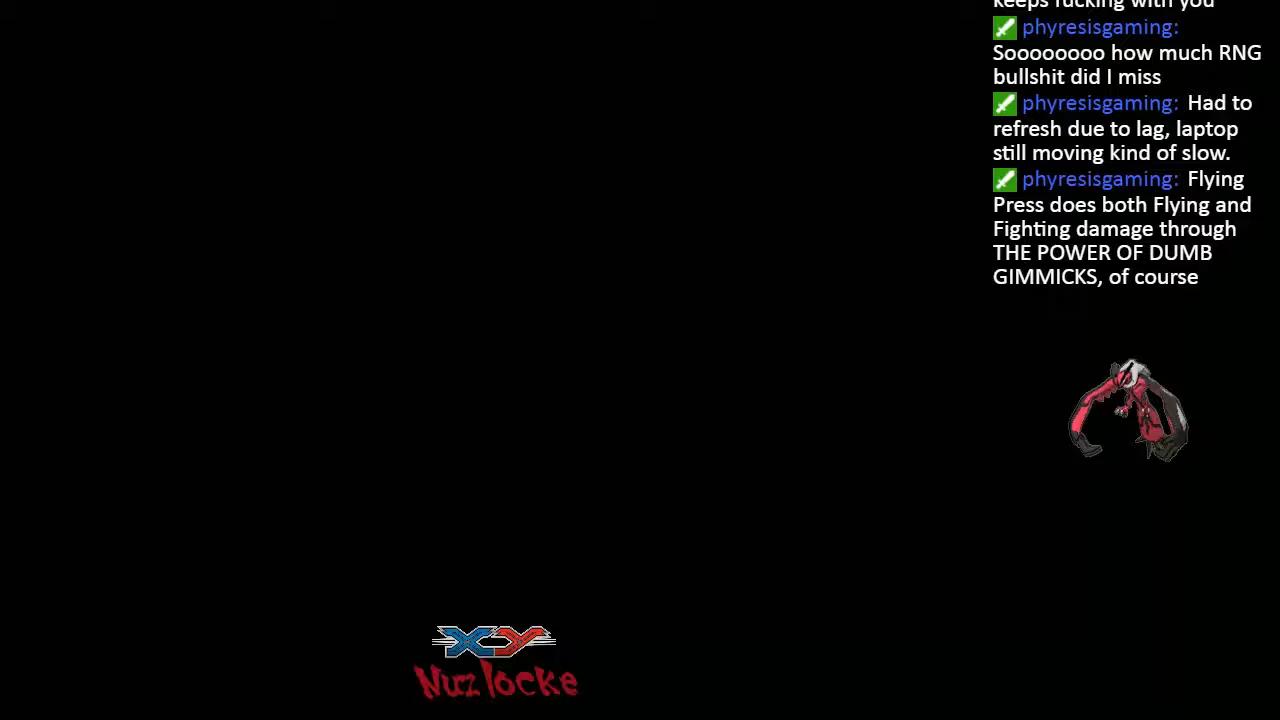 keeps fucking with you
phyresisgaming:
Soooooooo how much RNG
bullshit did I miss
phyresisgaming: Had to
refresh due to lag, laptop
still moving kind of slow.
phyresisgaming: Flying
Press does both Flying and
Fighting damage through
THE POWER OF DUMB
GIMMICKS, of course
XY
Nuzlocke